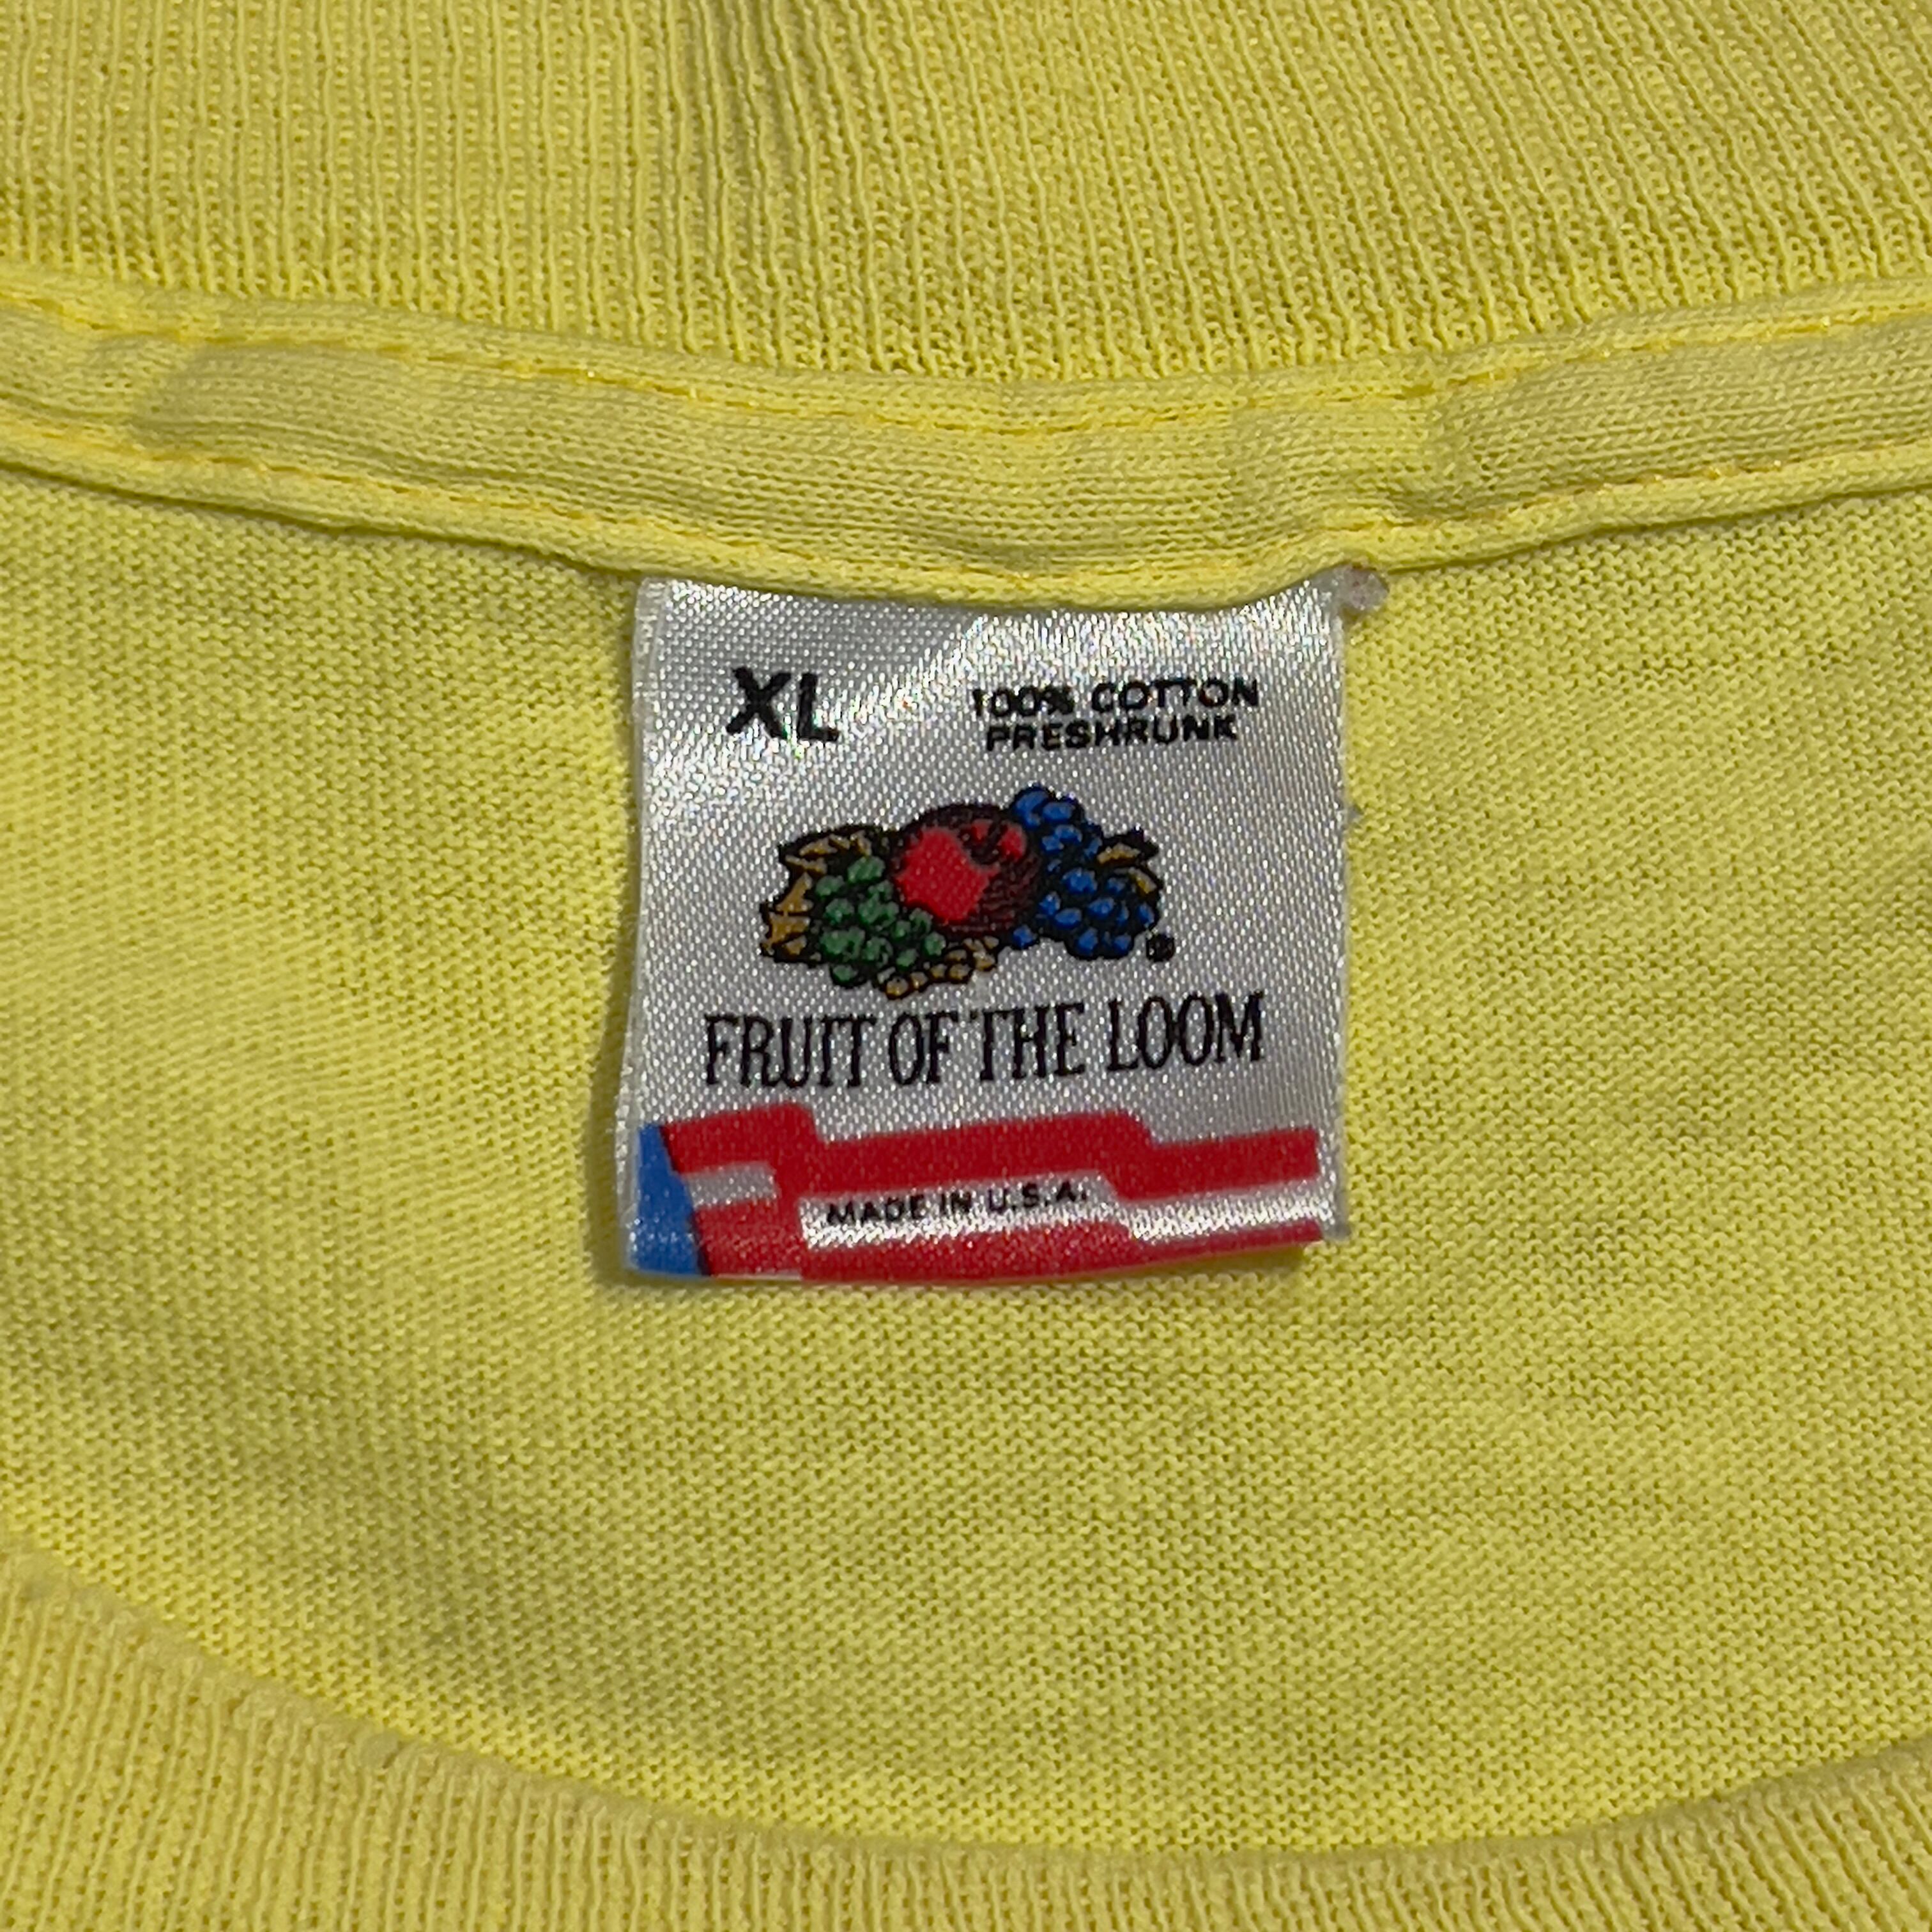 XL
100% COTTON
PRESHRUNK
®
FRUIT OF THE LOOM
MADE IN U.S.A.